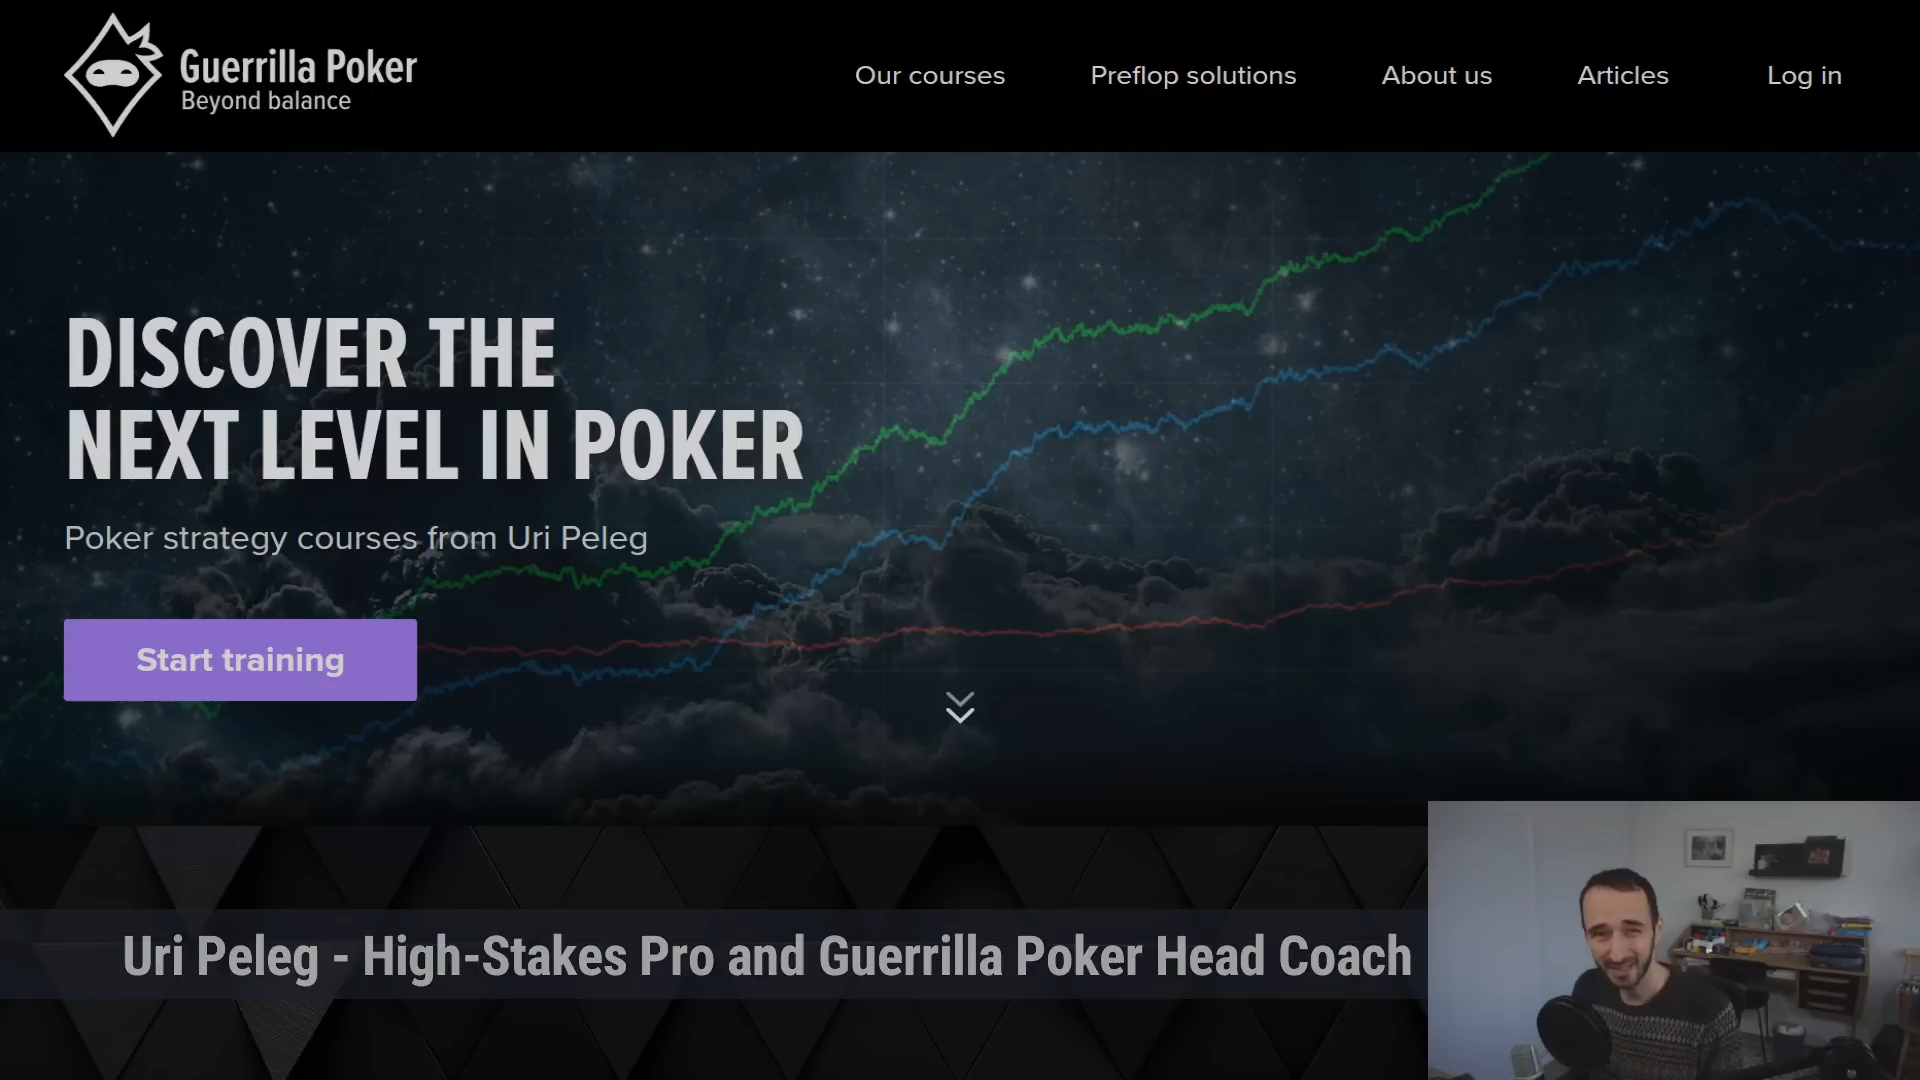 Guerrilla Poker
Beyond balance
Our courses
Preflop solutions
About us
Articles
Log in
DISCOVER THE
NEXT LEVEL IN POKER
Poker strategy courses from Uri Peleg
Start training
Uri Peleg - High-Stakes Pro and Guerrilla Poker Head Coach